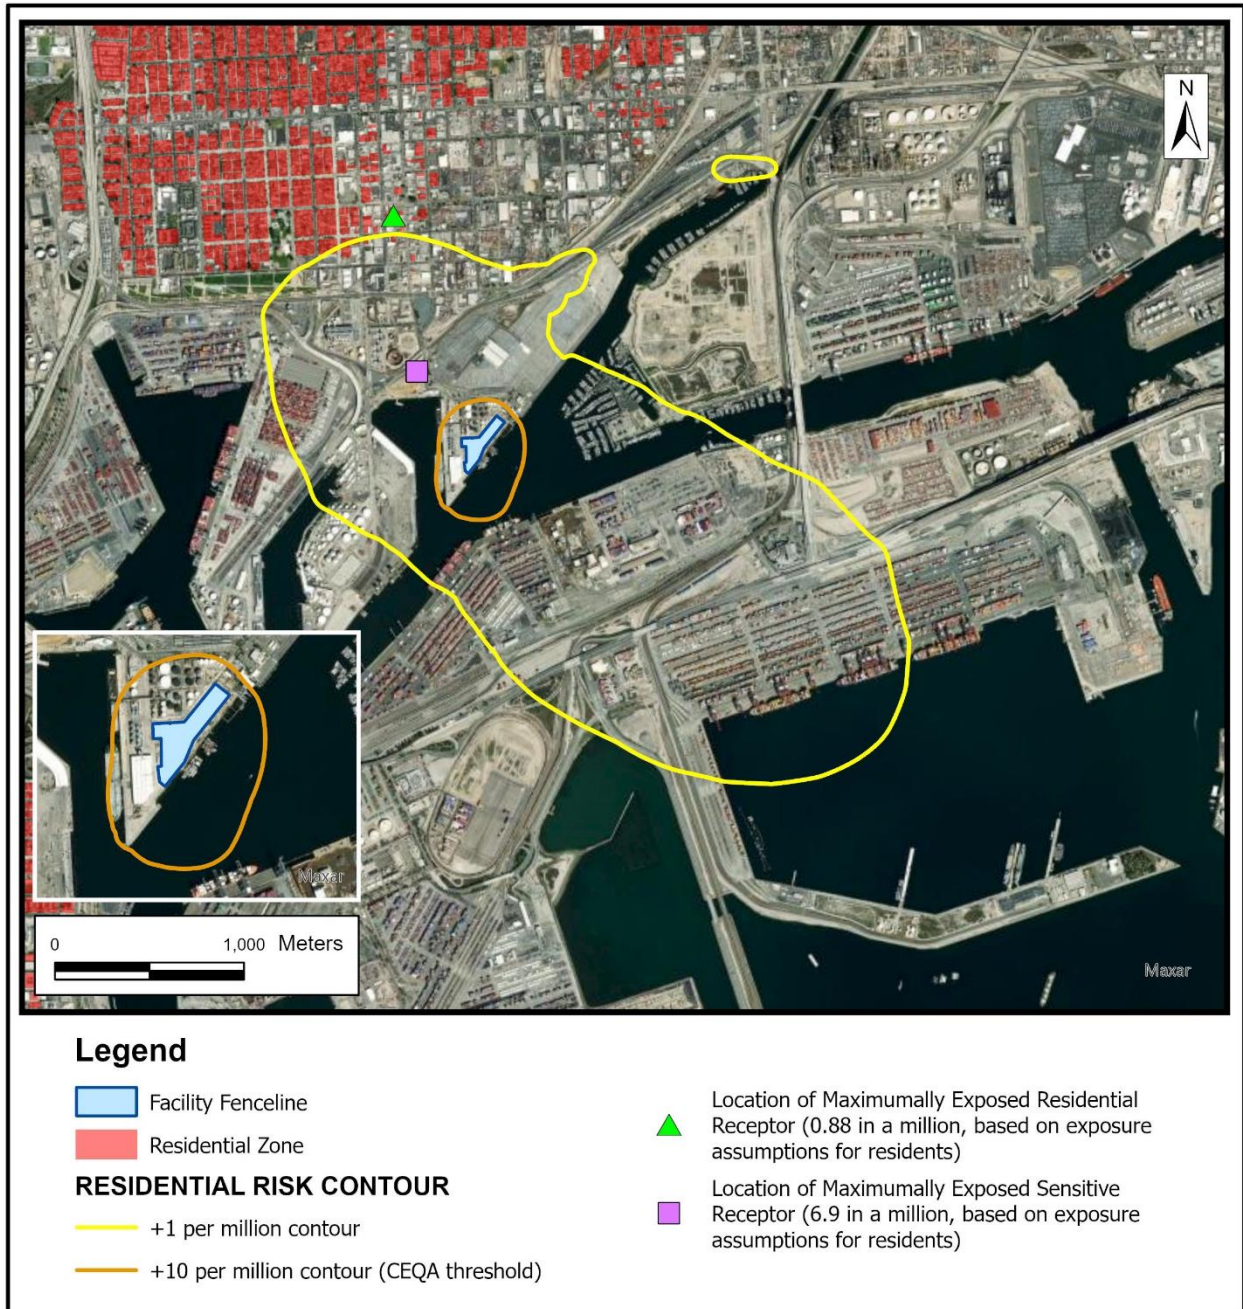 N
Maxar
0 1,000 Meters
Maxar
Legend
Facility Fenceline
Residential Zone
RESIDENTIAL RISK CONTOUR
+1 per million contour
+10 per million contour (CEQA threshold)
Location of Maximumally Exposed Residential
Receptor (0.88 in a million, based on exposure
assumptions for residents)
Location of Maximumally Exposed Sensitive
Receptor (6.9 in a million, based on exposure
assumptions for residents)